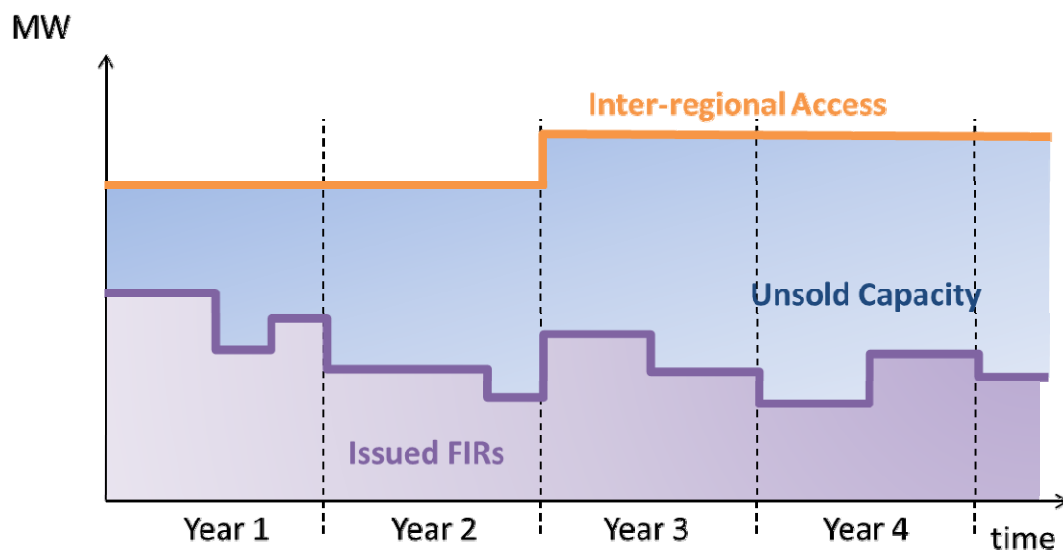 MW
Inter-regional Access
Unsold Capacity
Issued FIRs
Year 1
Year 2
Year 3
Year 4
time